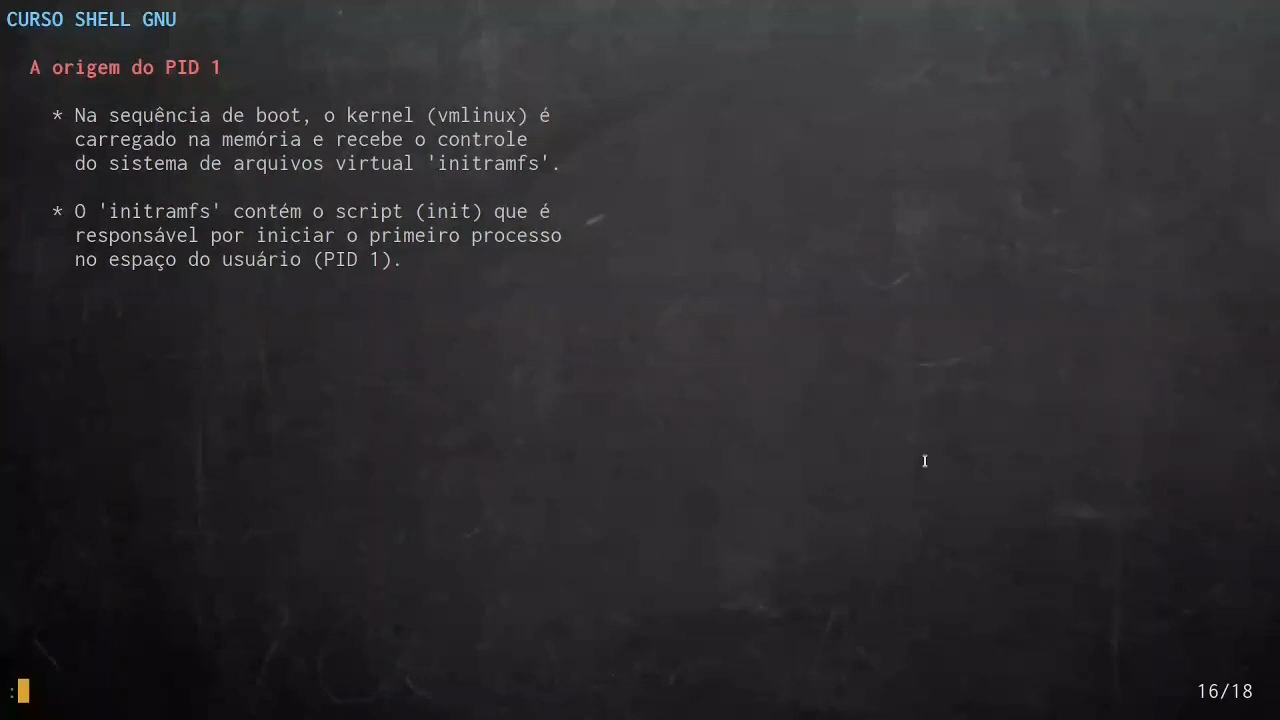 CURSO SHELL GNU
A origem do PID 1
* Na sequência de boot, o kernel (vmlinux) é
carregado na memória e recebe o controle
do sistema de arquivos virtual 'initramfs'.
* O 'initramfs' contém o script (init) que é
responsável por iniciar o primeiro processo
no espaço do usuário (PID 1).
:
16/18